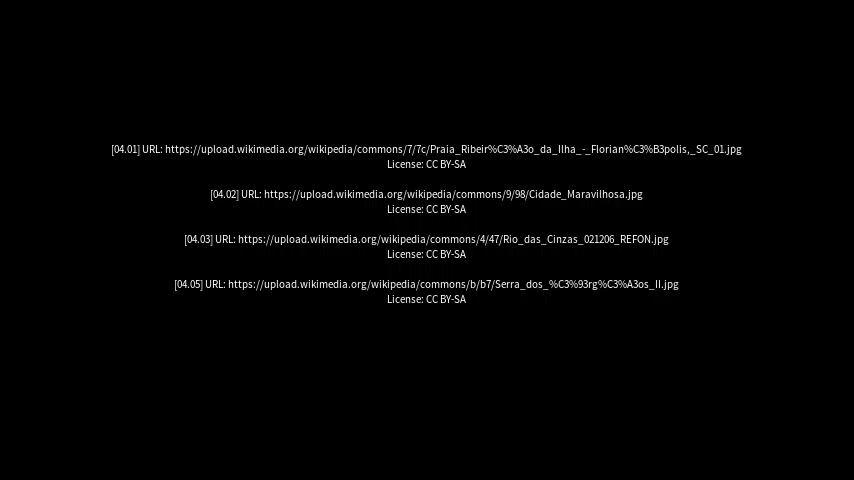 [04.01] URL: https://upload.wikimedia.org/wikipedia/commons/7/7c/Praia_Ribeir%C3%A3o_da_Ilha_-_Florian%C3%B3polis,_SC_01.jpg
License: CC BY-SA
[04.02] URL: https://upload.wikimedia.org/wikipedia/commons/9/98/Cidade_Maravilhosa.jpg
License: CC BY-SA
[04.03] URL: https://upload.wikimedia.org/wikipedia/commons/4/47/Rio_das_Cinzas_021206_REFON.jpg
License: CC BY-SA
[04.05] URL: https://upload.wikimedia.org/wikipedia/commons/b/b7/Serra_dos_%C3%93rg%C3%A3os_II.jpg
License: CC BY-SA